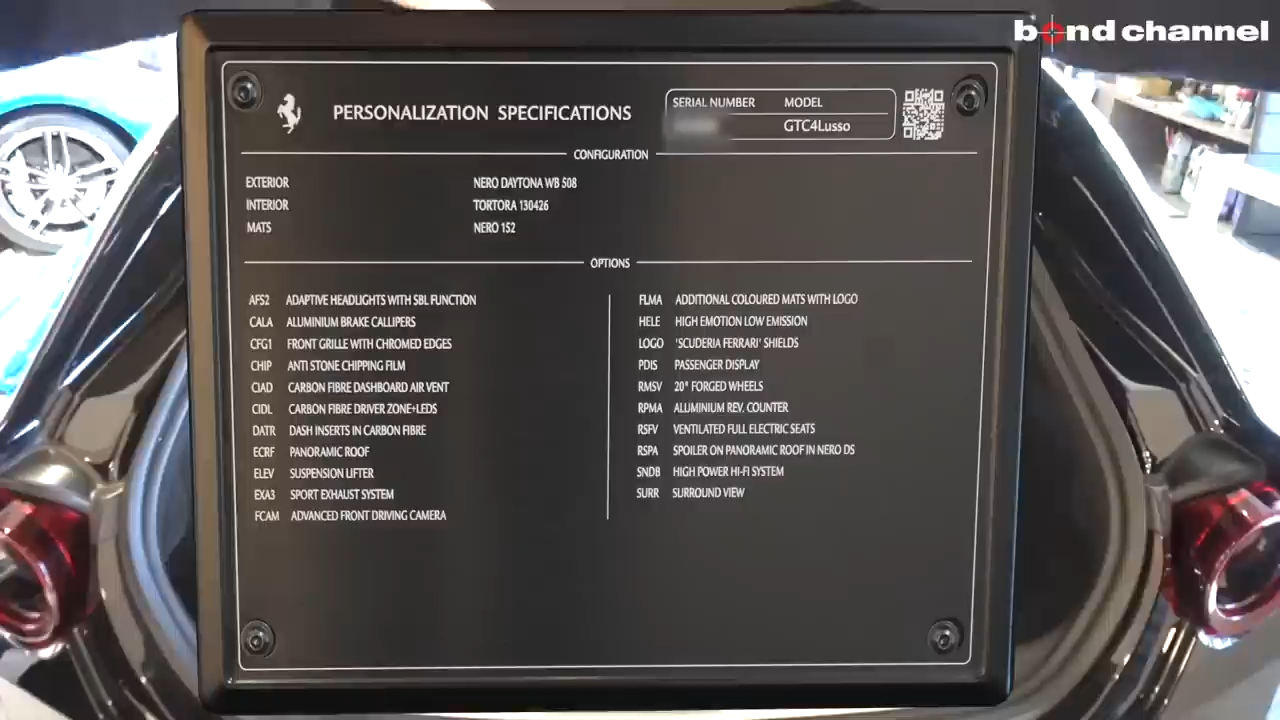 bond channel
PERSONALIZATION SPECIFICATIONS
SERIAL NUMBER MODEL
GTC4Lusso
CONFIGURATION
EXTERIOR NERO DAYTONA WB 508
INTERIOR TORTORA 130426
MATS NERO 152
OPTIONS
AFS2 ADAPTIVE HEADLIGHTS WITH SBL FUNCTION
CALA ALUMINIUM BRAKE CALLIPERS
CFG1 FRONT GRILLE WITH CHROMED EDGES
CHIP ANTI STONE CHIPPING FILM
CIAD CARBON FIBRE DASHBOARD AIR VENT
CIDL CARBON FIBRE DRIVER ZONE+LEDS
DATR DASH INSERTS IN CARBON FIBRE
ECRF PANORAMIC ROOF
ELEV SUSPENSION LIFTER
EXA3 SPORT EXHAUST SYSTEM
FCAM ADVANCED FRONT DRIVING CAMERA
FLMA ADDITIONAL COLOURED MATS WITH LOGO
HELE HIGH EMOTION LOW EMISSION
LOGO 'SCUDERIA FERRARI' SHIELDS
PDIS PASSENGER DISPLAY
RMSV 20" FORGED WHEELS
RPMA ALUMINIUM REV. COUNTER
RSFV VENTILATED FULL ELECTRIC SEATS
RSPA SPOILER ON PANORAMIC ROOF IN NERO DS
SNDB HIGH POWER HI-FI SYSTEM
SURR SURROUND VIEW